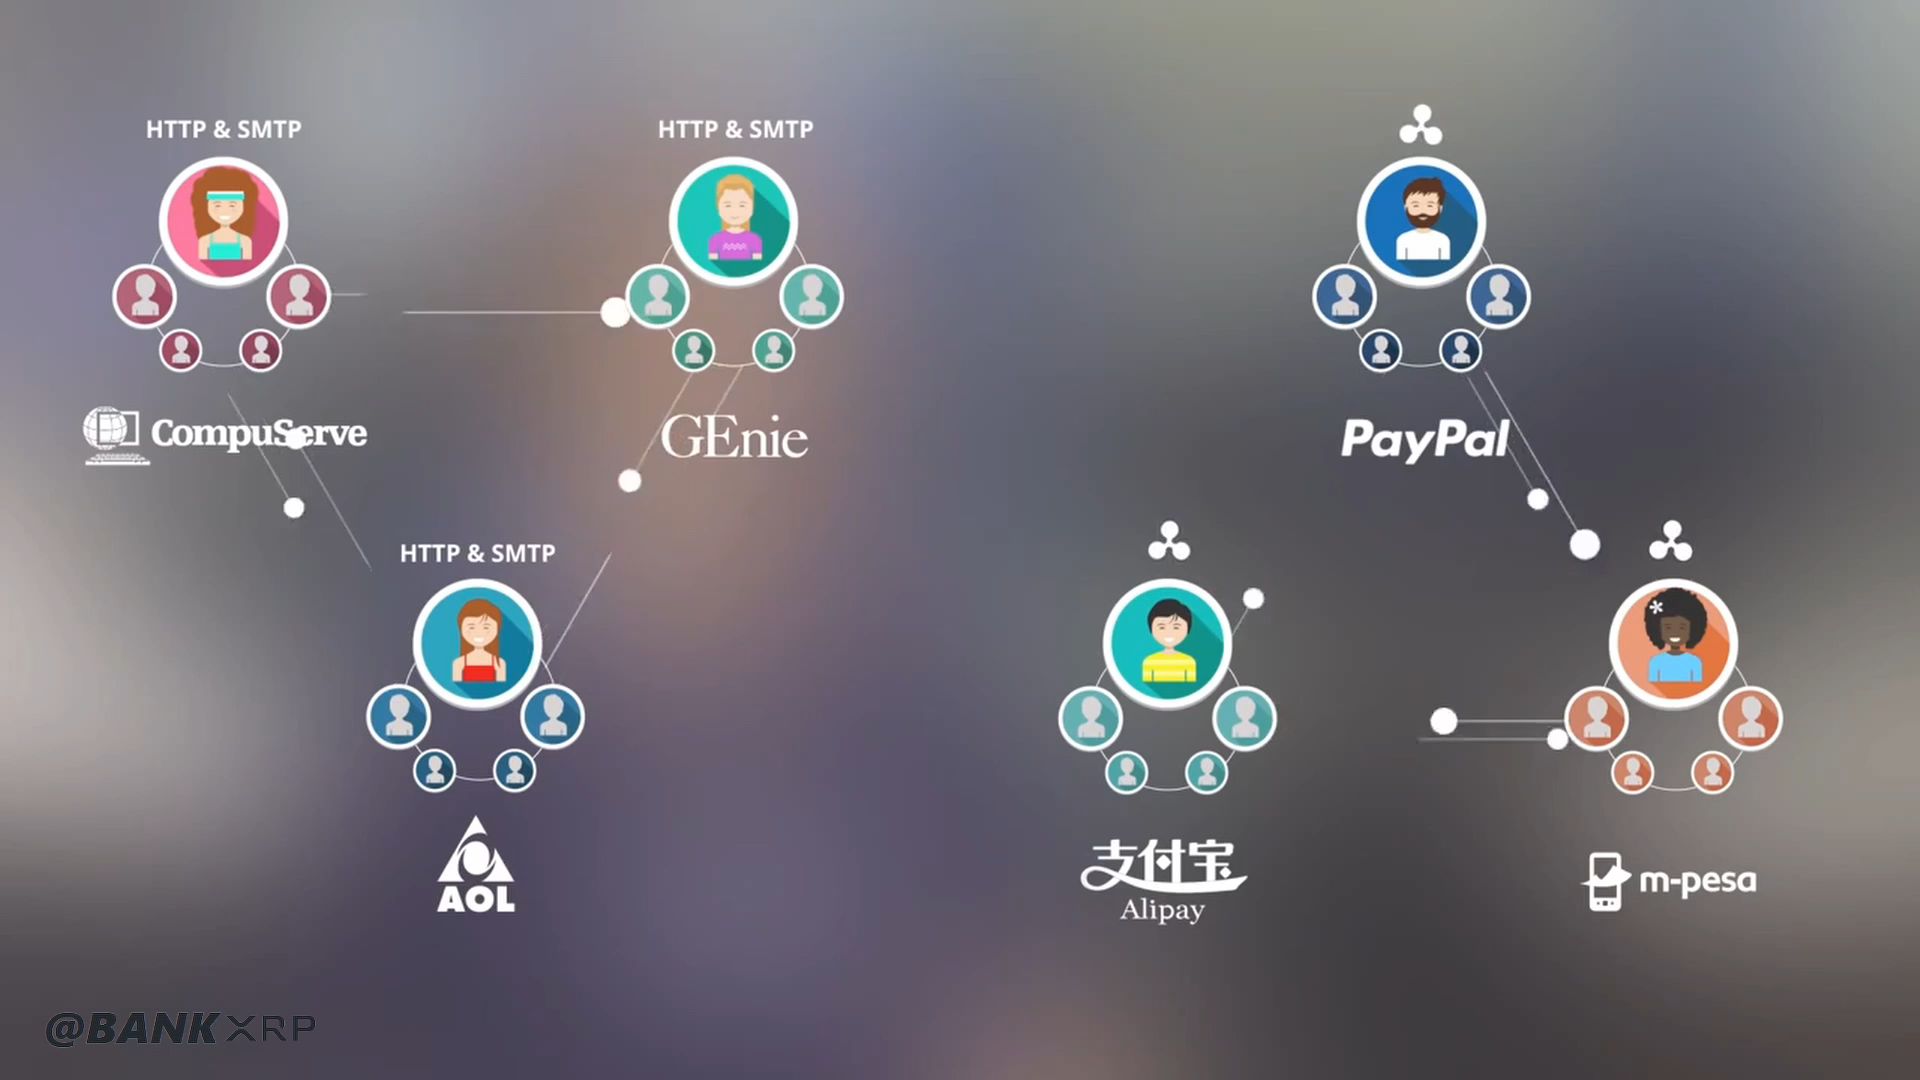 HTTP & SMTP
HTTP & SMTP
CompuServe
GEnie
PayPal
HTTP & SMTP
AOL
支付宝
Alipay
m-pesa
@BANKXRP